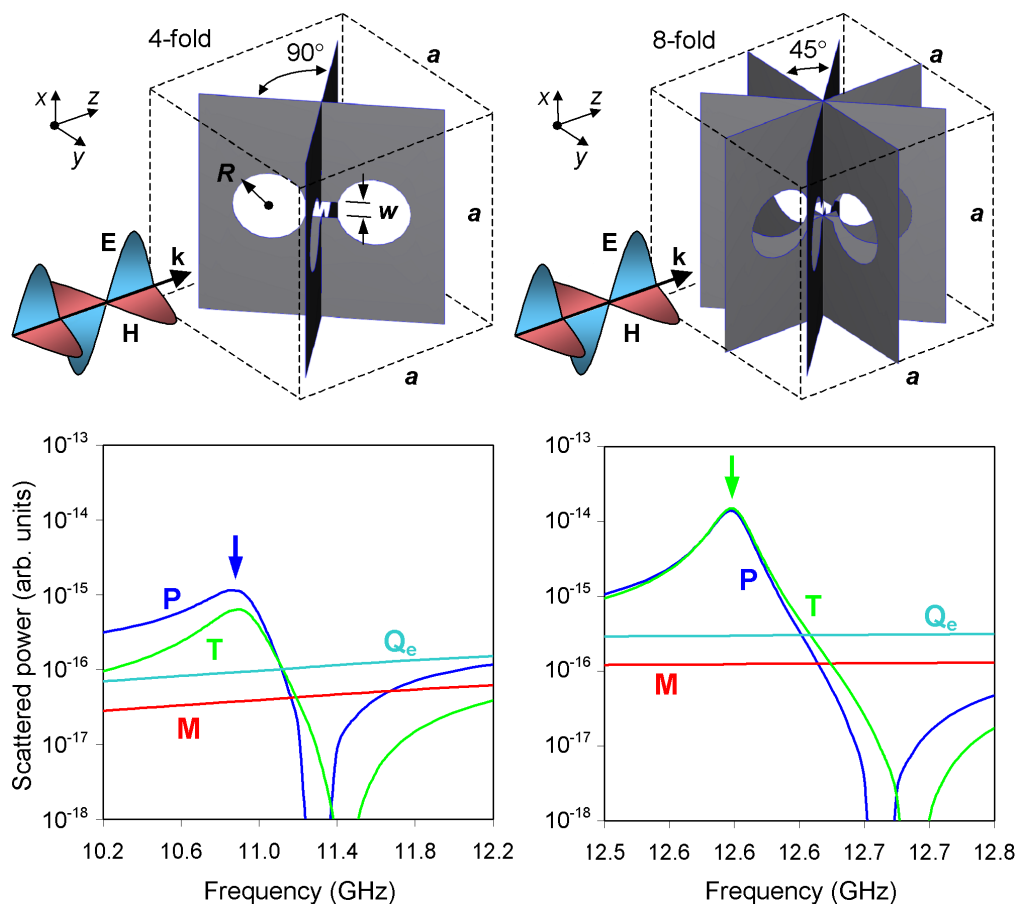 4-fold
90°
a
x
z
y
R
w
a
E
k
H
a
8-fold
45°
a
x
z
y
a
E
k
H
a
Scattered power (arb. units)
10-13
10-14
10-15
10-16
10-17
10-18
P
T
Qe
M
10.2 10.6 11.0 11.4 11.8 12.2
Frequency (GHz)
10-13
10-14
10-15
10-16
10-17
10-18
P
T
Qe
M
12.5 12.6 12.6 12.6 12.7 12.7 12.8
Frequency (GHz)